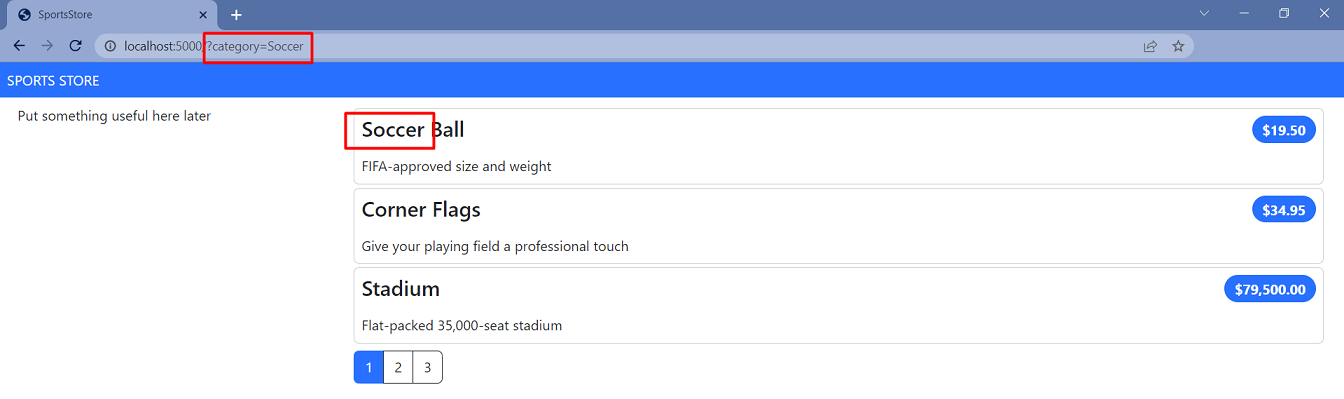 SportsStore
localhost:5000/?category=Soccer
SPORTS STORE
Put something useful here later
Soccer Ball
$19.50
FIFA-approved size and weight
Corner Flags
$34.95
Give your playing field a professional touch
Stadium
$79,500.00
Flat-packed 35,000-seat stadium
1 2 3